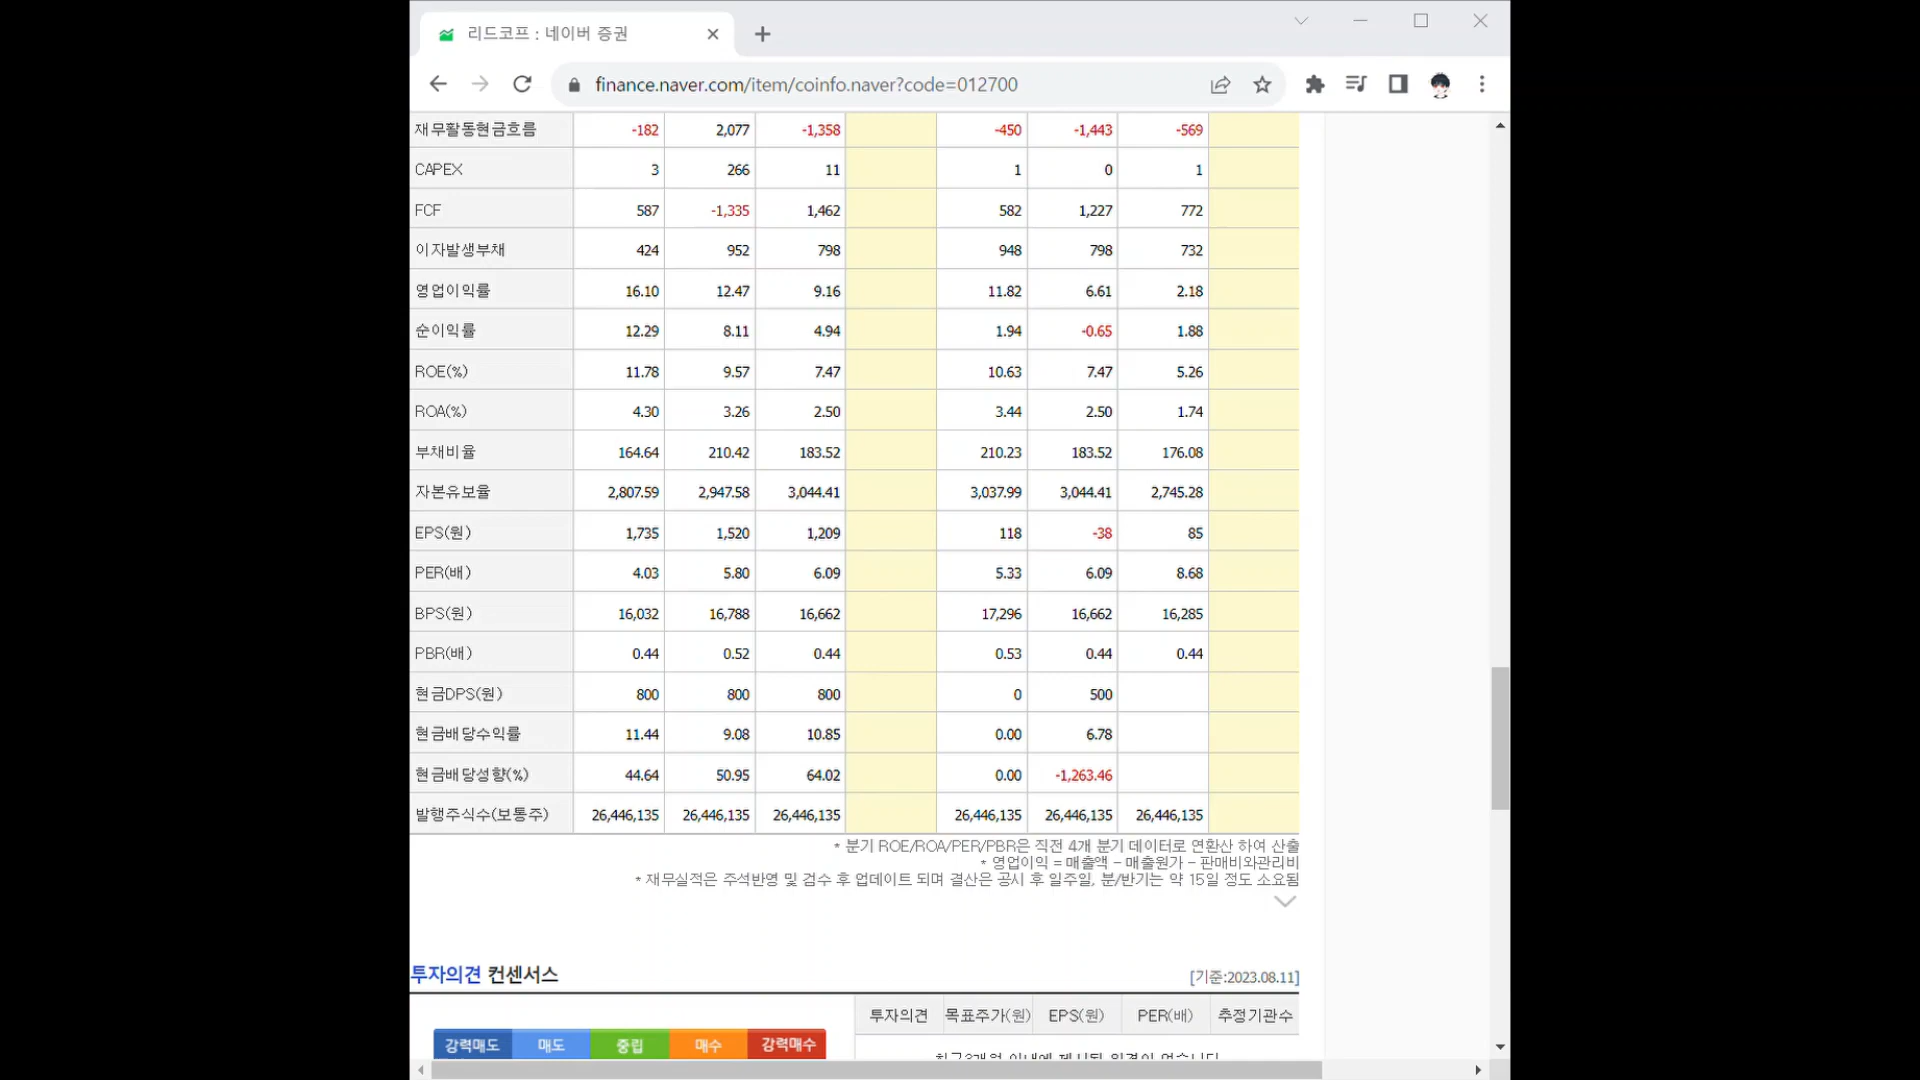 리드코프 : 네이버 증권
finance.naver.com/item/coinfo.naver?code=012700
재무활동현금흐름 -182 2,077 -1,358 -450 -1,443 -569
CAPEX 3 266 11 1 0 1
FCF 587 -1,335 1,462 582 1,227 772
이자발생부채 424 952 798 948 798 732
영업이익률 16.10 12.47 9.16 11.82 6.61 2.18
순이익률 12.29 8.11 4.94 1.94 -0.65 1.88
ROE(%) 11.78 9.57 7.47 10.63 7.47 5.26
ROA(%) 4.30 3.26 2.50 3.44 2.50 1.74
부채비율 164.64 210.42 183.52 210.23 183.52 176.08
자본유보율 2,807.59 2,947.58 3,044.41 3,037.99 3,044.41 2,745.28
EPS(원) 1,735 1,520 1,209 118 -38 85
PER(배) 4.03 5.80 6.09 5.33 6.09 8.68
BPS(원) 16,032 16,788 16,662 17,296 16,662 16,285
PBR(배) 0.44 0.52 0.44 0.53 0.44 0.44
현금DPS(원) 800 800 800 0 500
현금배당수익률 11.44 9.08 10.85 0.00 6.78
현금배당성향(%) 44.64 50.95 64.02 0.00 -1,263.46
발행주식수(보통주) 26,446,135 26,446,135 26,446,135 26,446,135 26,446,135 26,446,135
* 분기 ROE/ROA/PER/PBR은 직전 4개 분기 데이터로 연환산 하여 산출
* 영업이익 = 매출액 - 매출원가 - 판매비와관리비
* 재무실적은 주석반영 및 검수 후 업데이트 되며 결산은 공시 후 일주일, 분/반기는 약 15일 정도 소요됨
투자의견 컨센서스 [기준:2023.08.11]
투자의견 목표주가(원) EPS(원) PER(배) 추정기관수
강력매도 매도 중립 매수 강력매수